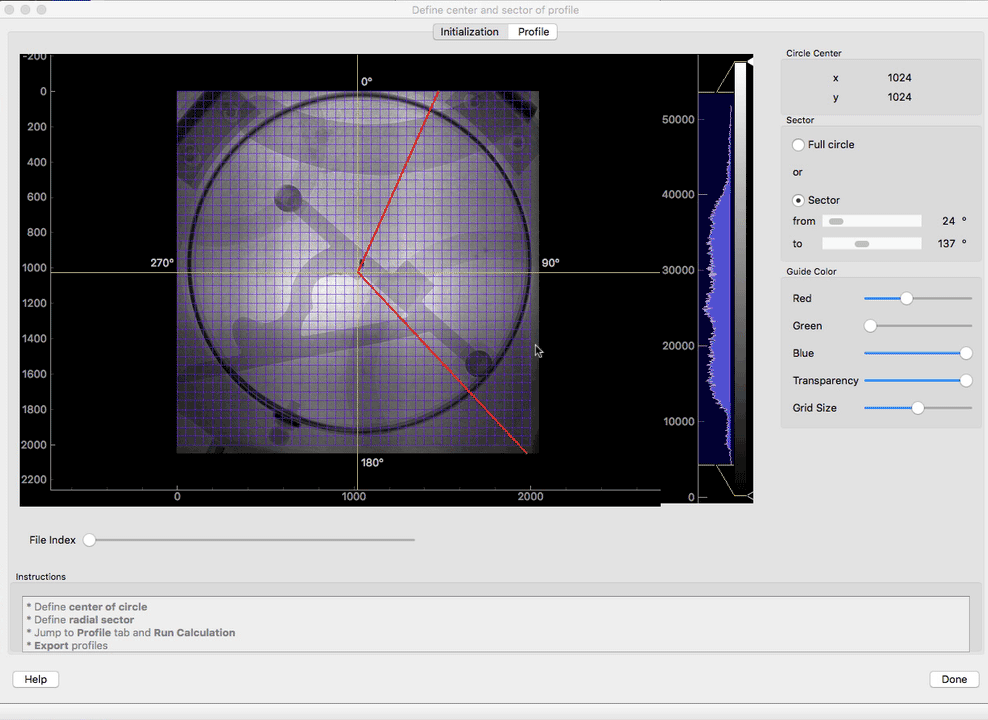 Define center and sector of profile
Initialization Profile
-200
0
200
400
600
800
1000
1200
1400
1600
1800
2000
2200
0 1000 2000
0°
270° 90°
180°
50000
40000
30000
20000
10000
0
Circle Center
x 1024
y 1024
Sector
Full circle
or
Sector
from 24 °
to 137 °
Guide Color
Red
Green
Blue
Transparency
Grid Size
File Index
Instructions
* Define center of circle
* Define radial sector
* Jump to Profile tab and Run Calculation
* Export profiles
Help Done